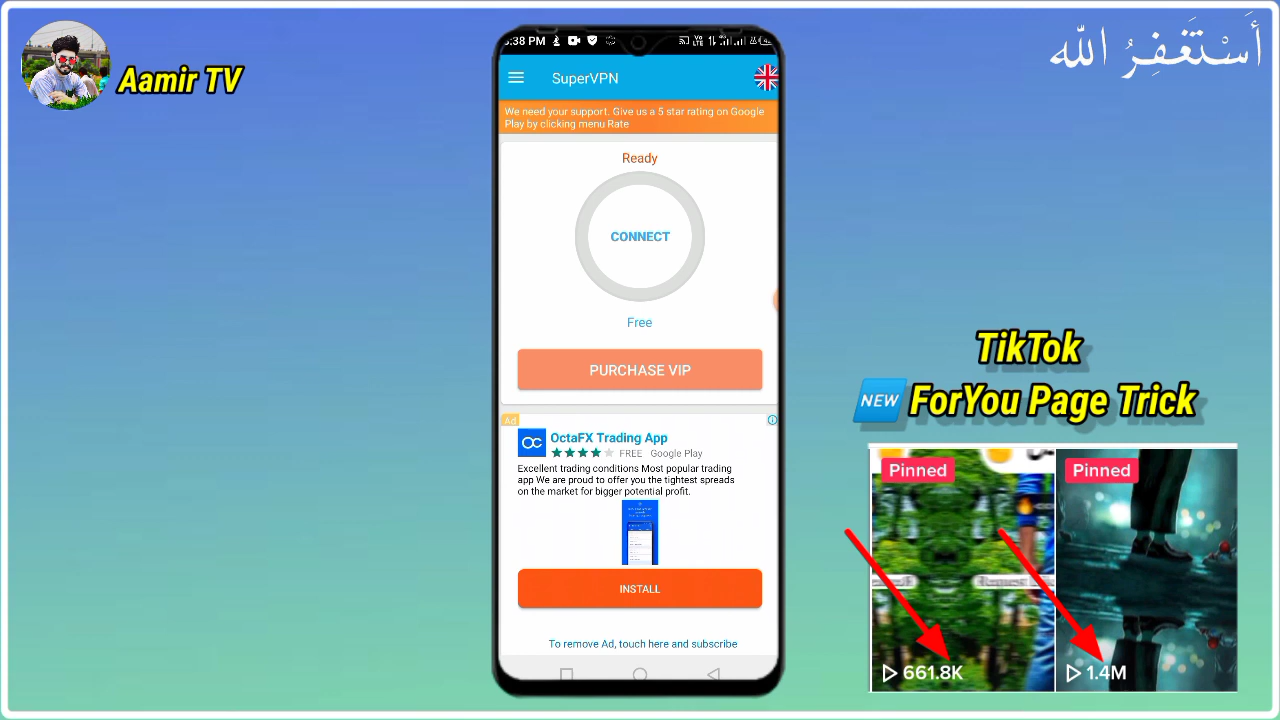 Aamir TV
أَسْتَغْفِرُ الله
:38 PM
SuperVPN
We need your support. Give us a 5 star rating on Google
Play by clicking menu Rate
Ready
CONNECT
Free
PURCHASE VIP
Ad
OctaFX Trading App
FREE Google Play
Excellent trading conditions Most popular trading
app We are proud to offer you the tightest spreads
on the market for bigger potential profit.
INSTALL
To remove Ad, touch here and subscribe
TikTok
NEW ForYou Page Trick
Pinned
Pinned
661.8K
1.4M